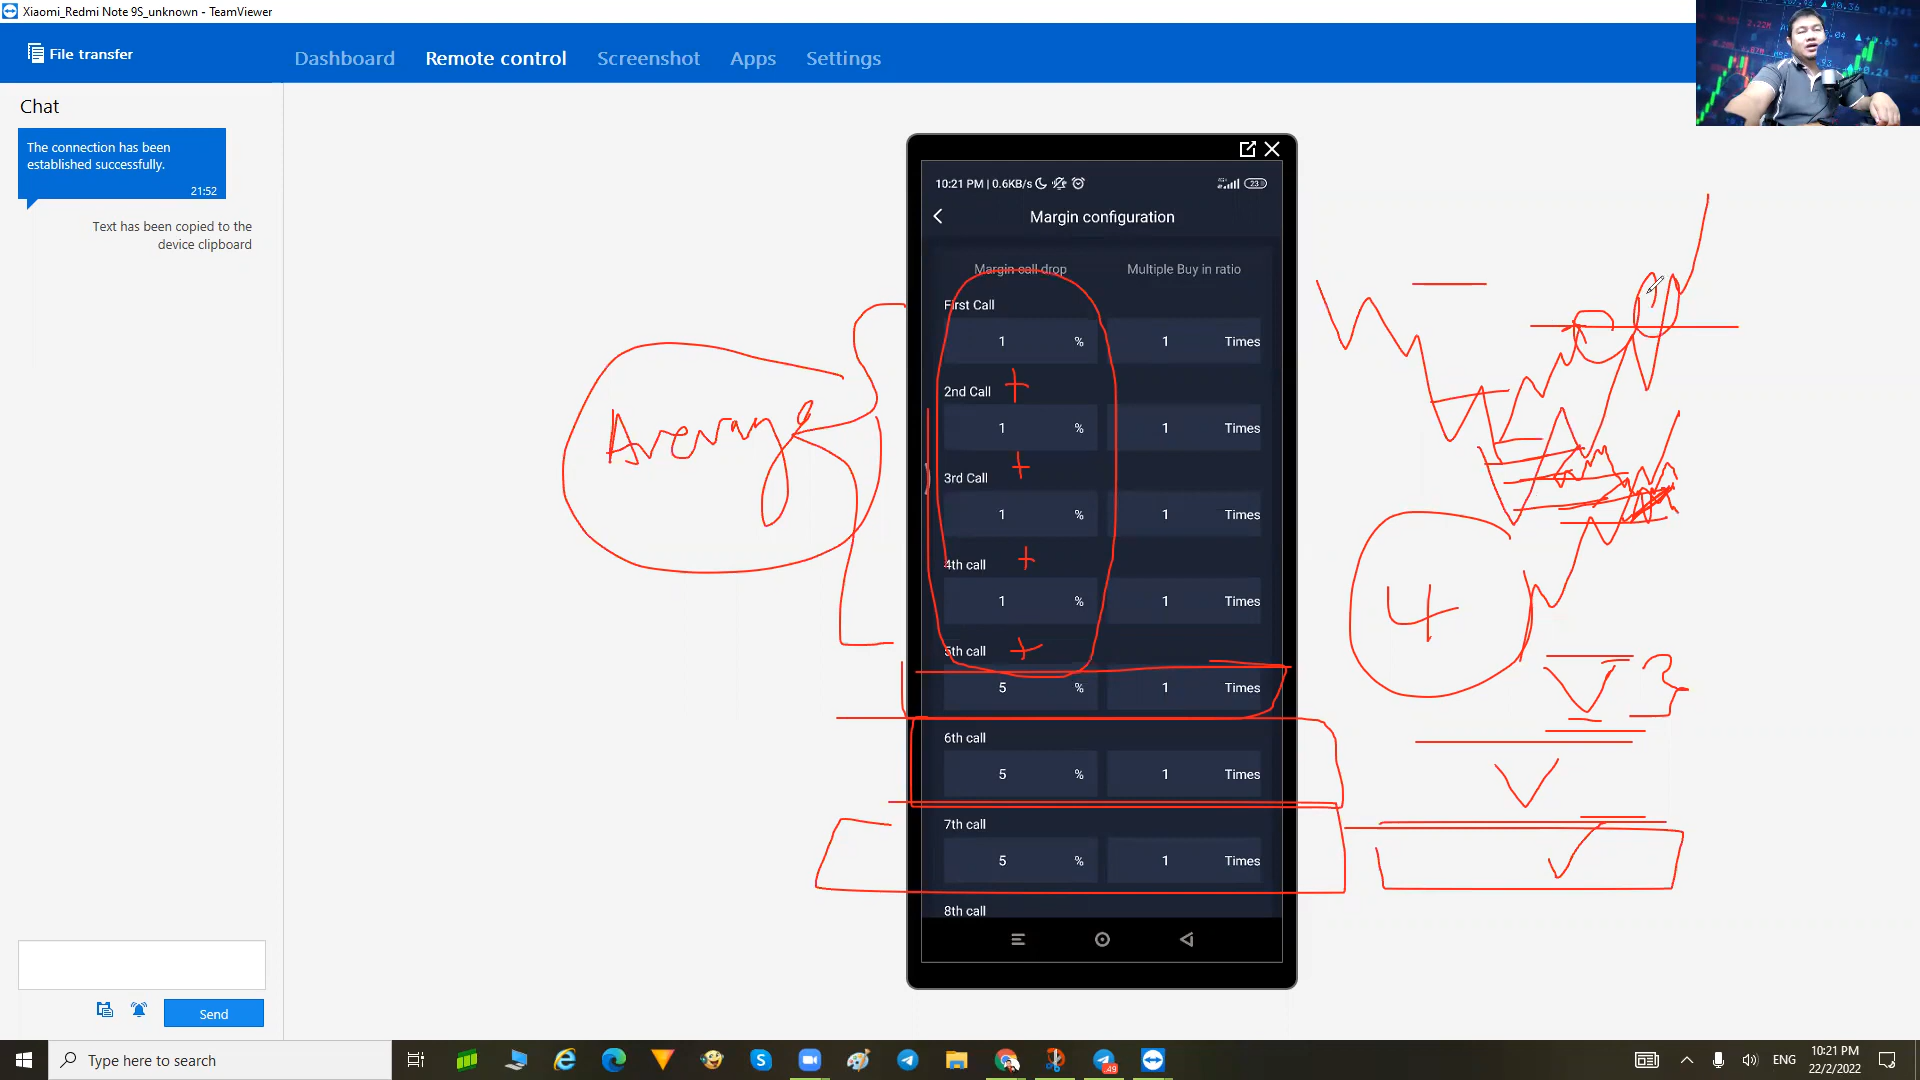 Xiaomi_Redmi Note 9S_unknown - TeamViewer
File transfer
Dashboard
Remote control
Screenshot
Apps
Settings
Chat
The connection has been
established successfully.
21:52
Text has been copied to the
device clipboard
Send
10:21 PM | 0.6KB/s
23
Margin configuration
Margin call drop
Multiple Buy in ratio
First Call
1 %
1 Times
2nd Call +
1 %
1 Times
3rd Call +
1 %
1 Times
4th call +
1 %
1 Times
5th call +
5 %
1 Times
6th call
5 %
1 Times
7th call
5 %
1 Times
8th call
Average
4
Type here to search
49
ENG
10:21 PM
22/2/2022